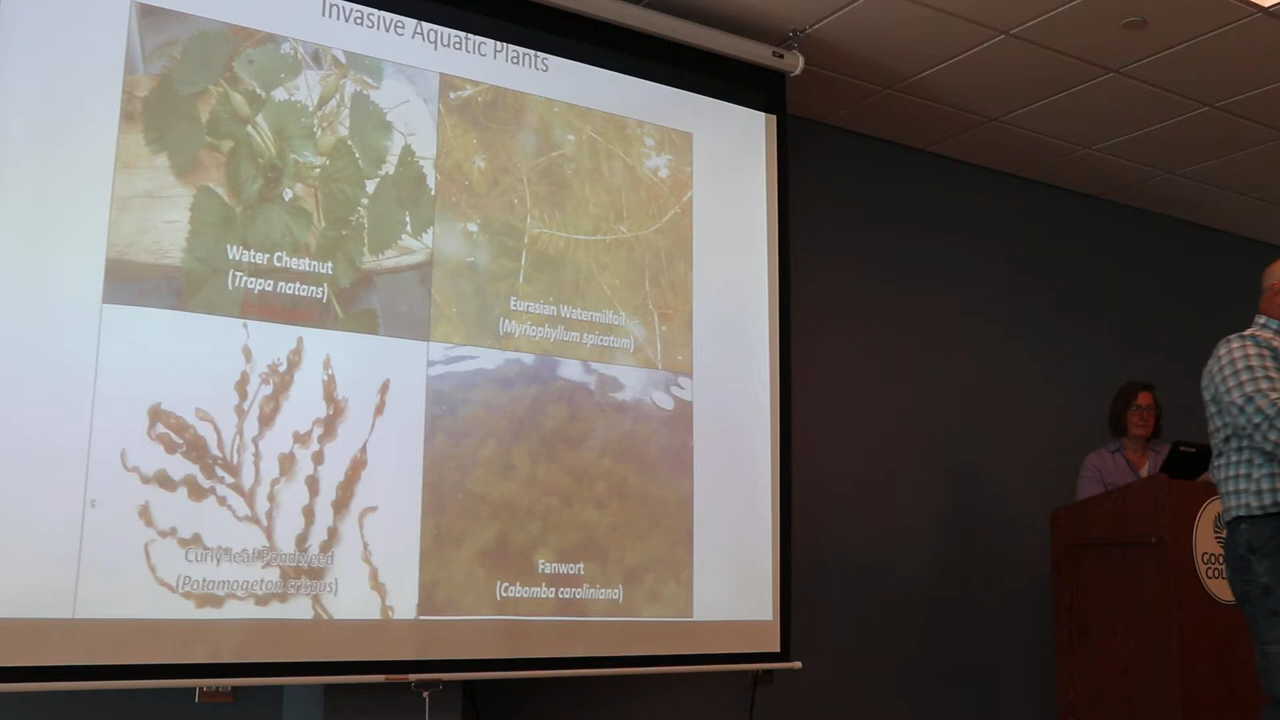 Invasive Aquatic Plants
Water Chestnut
(Trapa natans)
Eurasian Watermilfoil
(Myriophyllum spicatum)
Curly-leaf Pondweed
(Potamogeton crispus)
Fanwort
(Cabomba caroliniana)